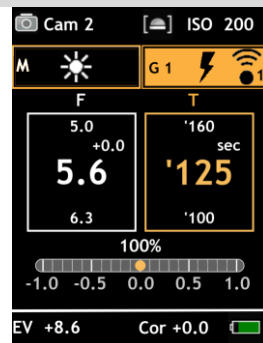 Cam 2 ISO 200
M G 1 1
F T
5.0 '160
+0.0 sec
5.6 '125
6.3 '100
100%
-1.0 -0.5 0.0 0.5 1.0
EV +8.6 Cor +0.0